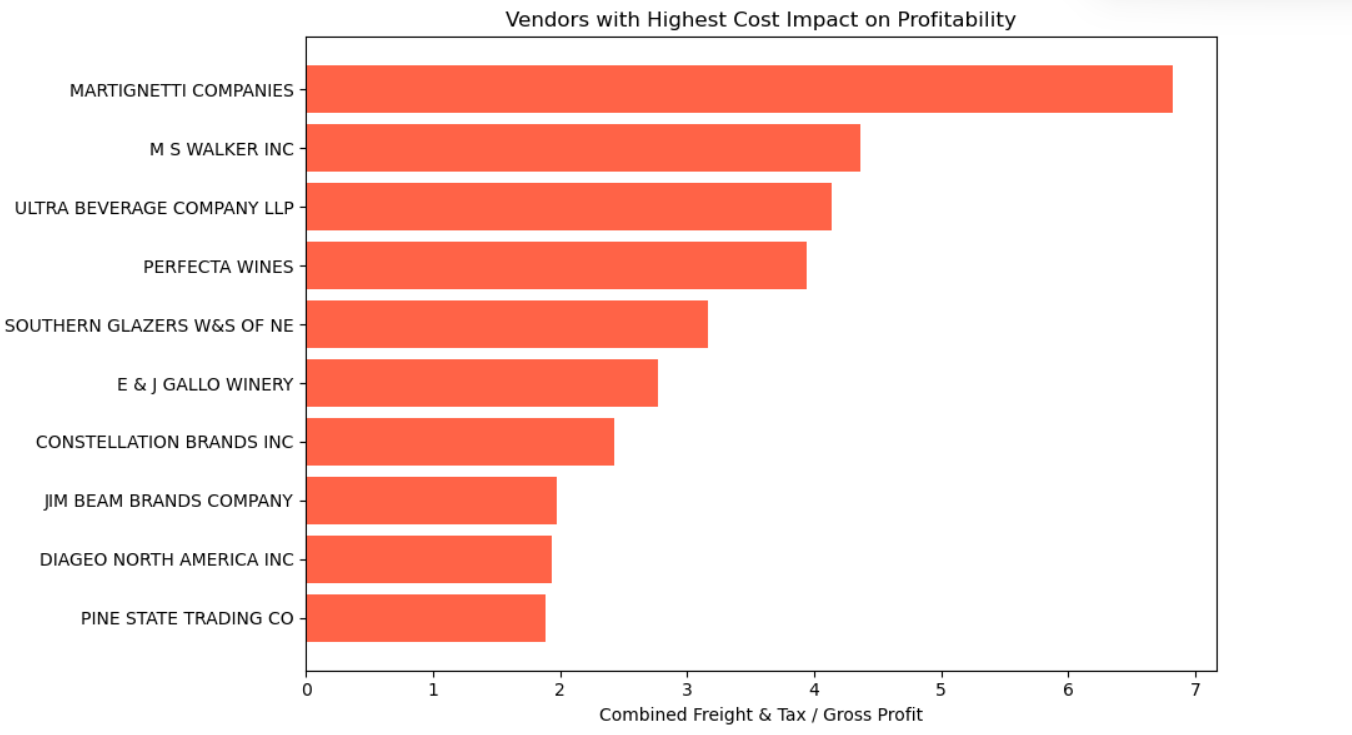 Vendors with Highest Cost Impact on Profitability
MARTIGNETTI COMPANIES
M S WALKER INC
ULTRA BEVERAGE COMPANY LLP
PERFECTA WINES
SOUTHERN GLAZERS W&S OF NE
E & J GALLO WINERY
CONSTELLATION BRANDS INC
JIM BEAM BRANDS COMPANY
DIAGEO NORTH AMERICA INC
PINE STATE TRADING CO
0 1 2 3 4 5 6 7
Combined Freight & Tax / Gross Profit